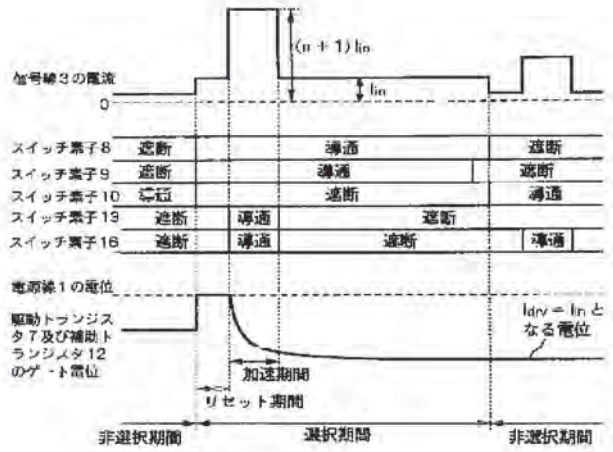 (n + 1) Iin
信号線3の電流
Iin
0
スイッチ素子8 遮断 導通 遮断
スイッチ素子9 遮断 導通 遮断
スイッチ素子10 導通 遮断 導通
スイッチ素子13 遮断 導通 遮断
スイッチ素子16 遮断 導通 遮断 導通
電源線1の電位
駆動トランジス
タ7及び補助ト
ランジスタ12
のゲート電位
Idrv = Iin と
なる電位
加速期間
リセット期間
非選択期間 選択期間 非選択期間